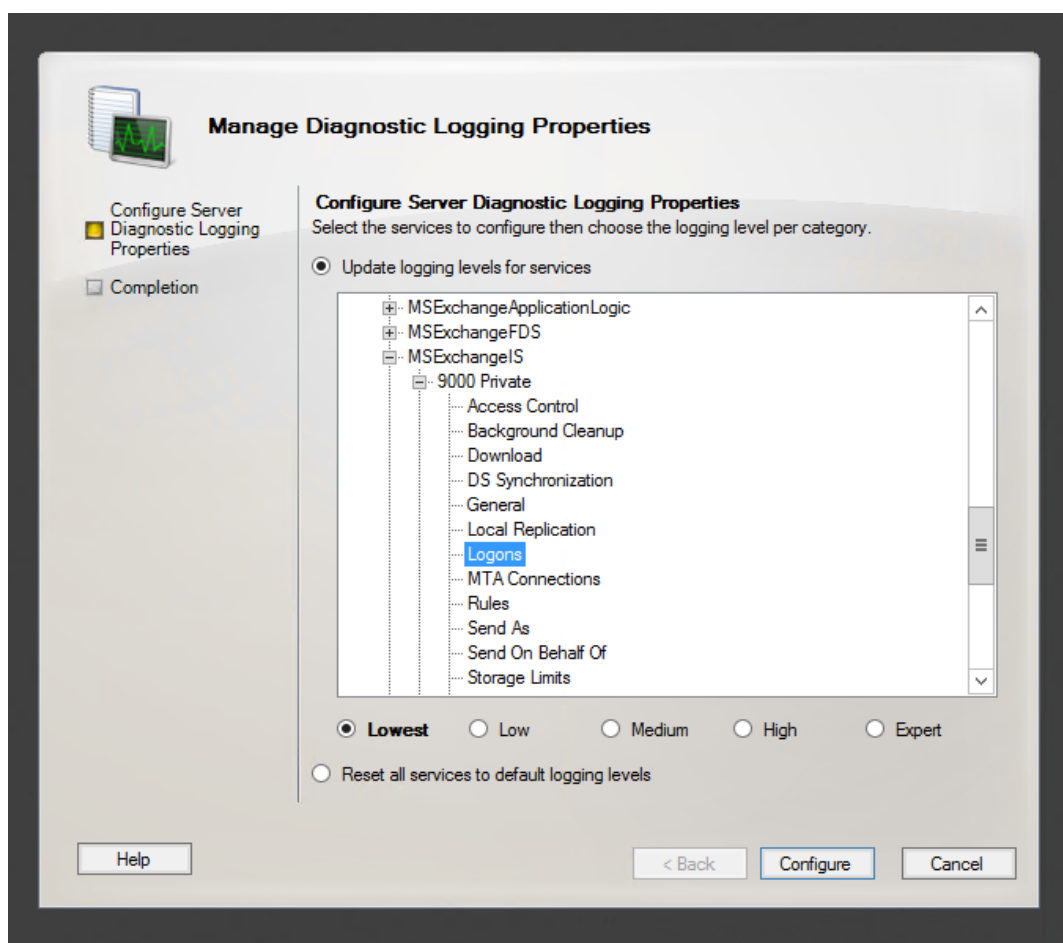 Manage Diagnostic Logging Properties
Configure Server
Diagnostic Logging
Properties
Completion
Configure Server Diagnostic Logging Properties
Select the services to configure then choose the logging level per category.
Update logging levels for services
MSExchangeApplicationLogic
MSExchangeFDS
MSExchangeIS
9000 Private
Access Control
Background Cleanup
Download
DS Synchronization
General
Local Replication
Logons
MTA Connections
Rules
Send As
Send On Behalf Of
Storage Limits
Lowest Low Medium High Expert
Reset all services to default logging levels
Help < Back Configure Cancel